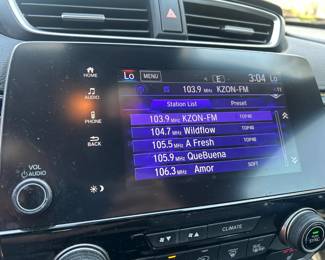 HOME
Lo MENU E 3:04 Lo
AUDIO
103.9 MHz KZON-FM
Station List Preset
PHONE
103.9 MHz KZON-FM TOP40
104.7 MHz Wildflow TOP40
BACK
105.5 MHz A Fresh TOP40
105.9 MHz QueBuena
106.3 MHz Amor SOFT
VOL
AUDIO
CLIMATE
SYNC